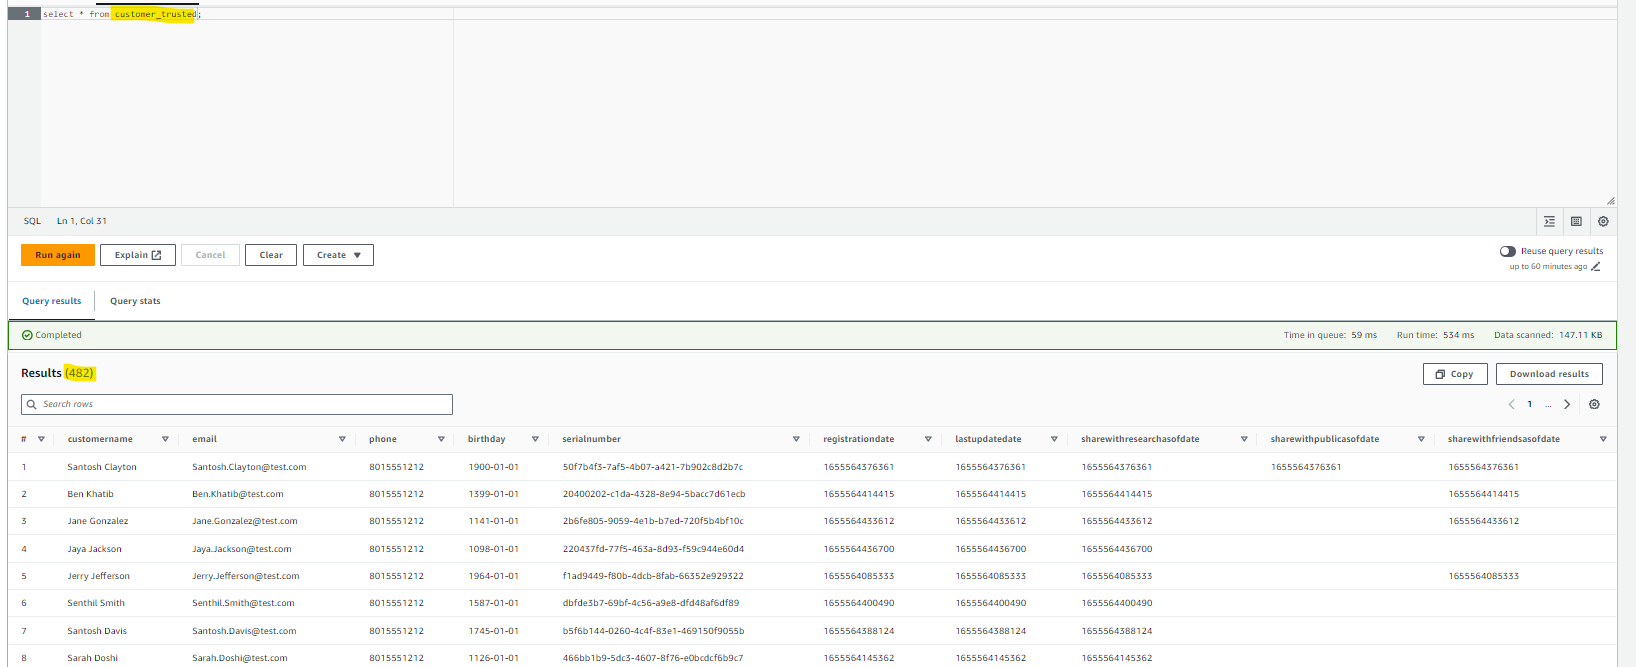 1 select * from customer_trusted;
SQL Ln 1, Col 31
Run again Explain Cancel Clear Create Reuse query results
up to 60 minutes ago
Query results Query stats
Completed Time in queue: 59 ms Run time: 534 ms Data scanned: 147.11 KB
Results (482) Copy Download results
Search rows 1 ...
# customername email phone birthday serialnumber registrationdate lastupdatedate sharewithresearchasofdate sharewithpublicasofdate sharewithfriendsasofdate
1 Santosh Clayton Santosh.Clayton@test.com 8015551212 1900-01-01 50f7b4f3-7af5-4b07-a421-7b902c8d2b7c 1655564376361 1655564376361 1655564376361 1655564376361 1655564376361
2 Ben Khatib Ben.Khatib@test.com 8015551212 1399-01-01 20400202-c1da-4328-8e94-5bacc7d61ecb 1655564414415 1655564414415 1655564414415 1655564414415
3 Jane Gonzalez Jane.Gonzalez@test.com 8015551212 1141-01-01 2b6fe805-9059-4e1b-b7ed-720f5b4bf10c 1655564433612 1655564433612 1655564433612 1655564433612
4 Jaya Jackson Jaya.Jackson@test.com 8015551212 1098-01-01 220437fd-77f5-463a-8d93-f59c944e60d4 1655564436700 1655564436700 1655564436700
5 Jerry Jefferson Jerry.Jefferson@test.com 8015551212 1964-01-01 f1ad9449-f80b-4dcb-8fab-66352e929322 1655564085333 1655564085333 1655564085333 1655564085333
6 Senthil Smith Senthil.Smith@test.com 8015551212 1587-01-01 dbfde3b7-69bf-4c56-a9e8-dfd48af6df89 1655564400490 1655564400490 1655564400490
7 Santosh Davis Santosh.Davis@test.com 8015551212 1745-01-01 b5f6b144-0260-4c4f-83e1-469150f9055b 1655564388124 1655564388124 1655564388124
8 Sarah Doshi Sarah.Doshi@test.com 8015551212 1126-01-01 466bb1b9-5dc3-4607-8f76-e0bcdcf6b9c7 1655564145362 1655564145362 1655564145362